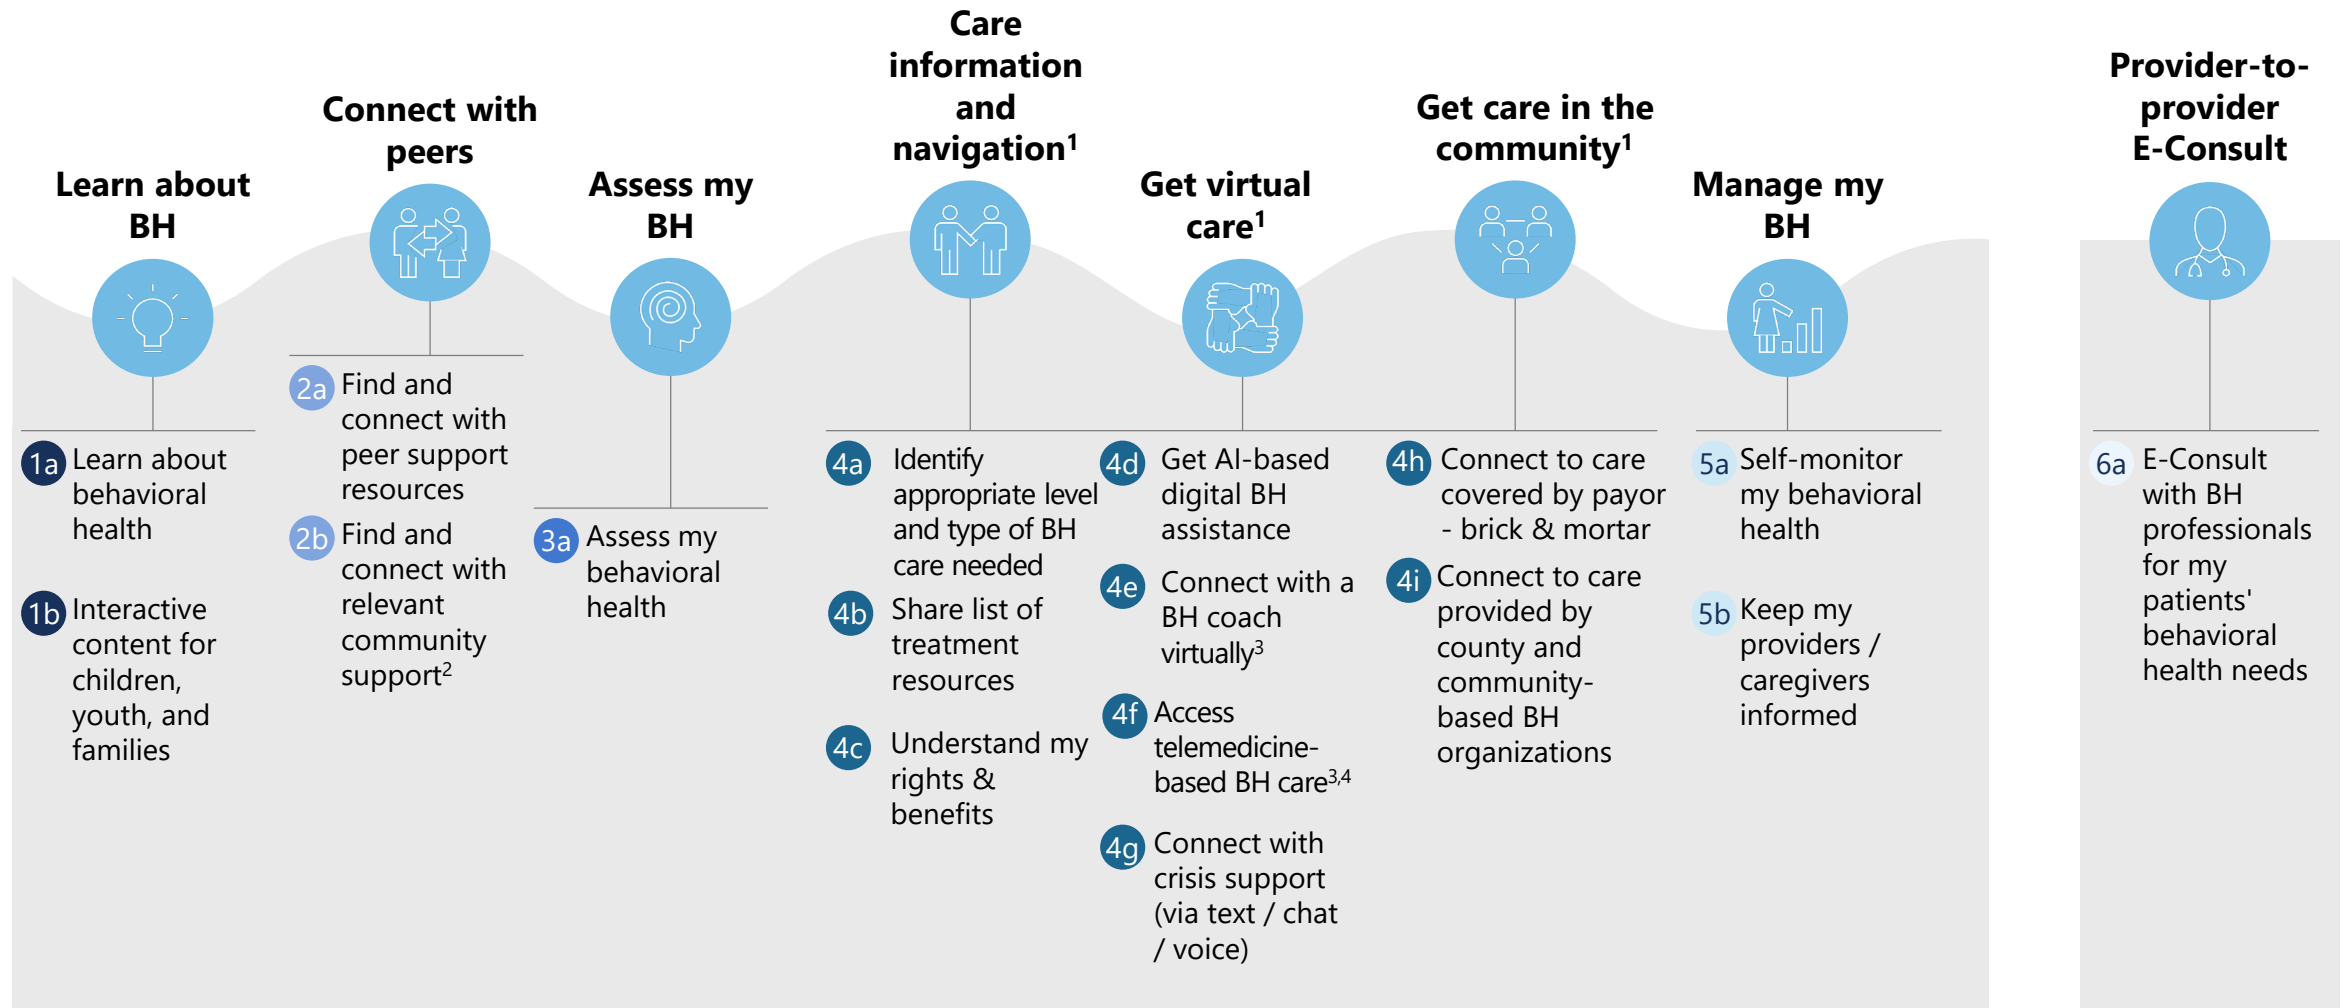 Learn about
BH
1a Learn about
behavioral
health
1b Interactive
content for
children,
youth, and
families
Connect with
peers
2a Find and
connect with
peer support
resources
2b Find and
connect with
relevant
community
support²
Assess my
BH
3a Assess my
behavioral
health
Care
information
and
navigation¹
4a Identify
appropriate level
and type of BH
care needed
4b Share list of
treatment
resources
4c Understand my
rights &
benefits
Get virtual
care¹
4d Get AI-based
digital BH
assistance
4e Connect with a
BH coach
virtually³
4f Access
telemedicine-
based BH care³,⁴
4g Connect with
crisis support
(via text / chat
/ voice)
Get care in the
community¹
4h Connect to care
covered by payor
- brick & mortar
4i Connect to care
provided by
county and
community-
based BH
organizations
Manage my
BH
5a Self-monitor
my behavioral
health
5b Keep my
providers /
caregivers
informed
Provider-to-
provider
E-Consult
6a E-Consult
with BH
professionals
for my
patients'
behavioral
health needs